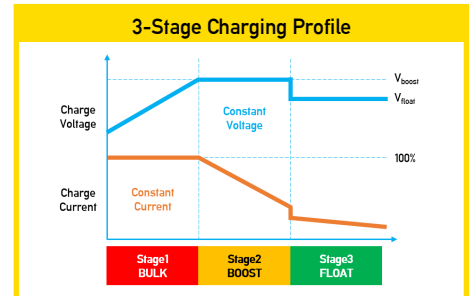 3-Stage Charging Profile
Vboost
Vfloat
Charge
Voltage
Constant
Voltage
100%
Charge
Current
Constant
Current
Stage1
BULK
Stage2
BOOST
Stage3
FLOAT